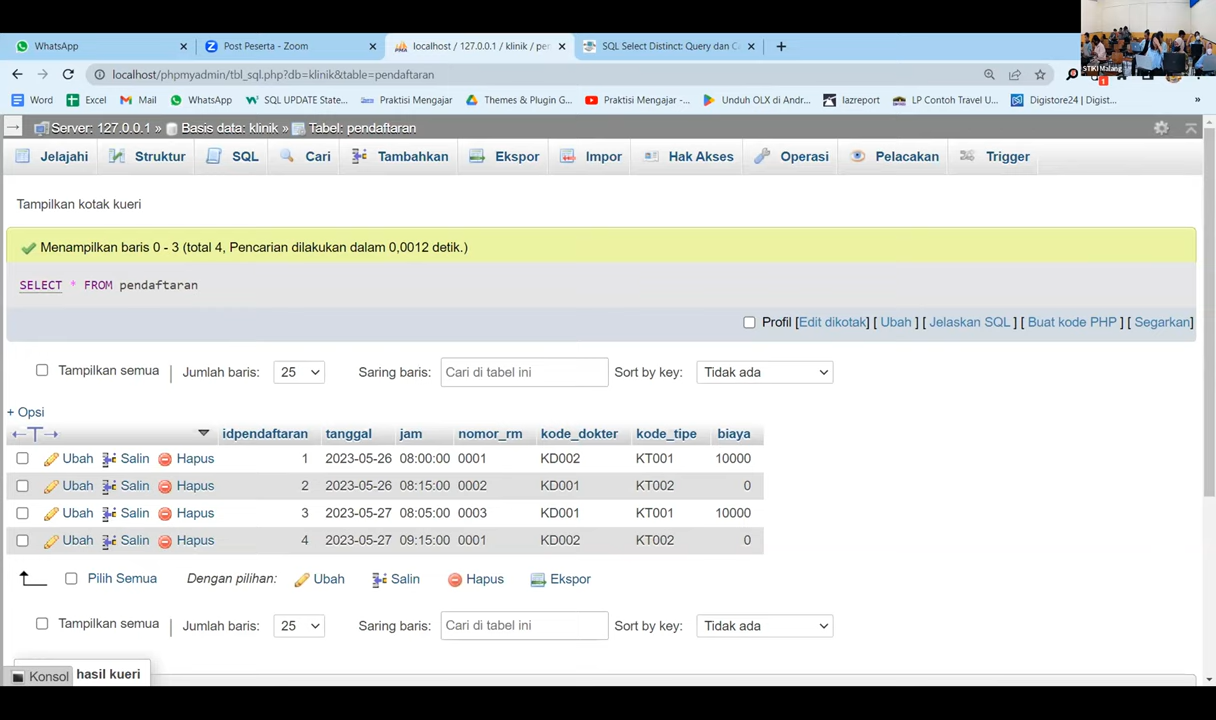 WhatsApp
Post Peserta - Zoom
localhost / 127.0.0.1 / klinik / pen
SQL Select Distinct: Query dan C
STIKI Malang
localhost/phpmyadmin/tbl_sql.php?db=klinik&table=pendaftaran
1
Word
Excel
Mail
WhatsApp
SQL UPDATE State...
Praktisi Mengajar
Themes & Plugin G...
Praktisi Mengajar -...
Unduh OLX di Andr...
lazreport
LP Contoh Travel U...
Digistore24 | Digist...
»
Server: 127.0.0.1 » Basis data: klinik » Tabel: pendaftaran
Jelajahi Struktur SQL Cari Tambahkan Ekspor Impor Hak Akses Operasi Pelacakan Trigger
Tampilkan kotak kueri
Menampilkan baris 0 - 3 (total 4, Pencarian dilakukan dalam 0,0012 detik.)
SELECT * FROM pendaftaran
Profil [Edit dikotak] [ Ubah ] [ Jelaskan SQL ] [ Buat kode PHP ] [ Segarkan]
Tampilkan semua | Jumlah baris: 25 Saring baris: Cari di tabel ini Sort by key: Tidak ada
+ Opsi
←T→ idpendaftaran tanggal jam nomor_rm kode_dokter kode_tipe biaya
Ubah Salin Hapus 1 2023-05-26 08:00:00 0001 KD002 KT001 10000
Ubah Salin Hapus 2 2023-05-26 08:15:00 0002 KD001 KT002 0
Ubah Salin Hapus 3 2023-05-27 08:05:00 0003 KD001 KT001 10000
Ubah Salin Hapus 4 2023-05-27 09:15:00 0001 KD002 KT002 0
Pilih Semua Dengan pilihan: Ubah Salin Hapus Ekspor
Tampilkan semua | Jumlah baris: 25 Saring baris: Cari di tabel ini Sort by key: Tidak ada
Konsol hasil kueri